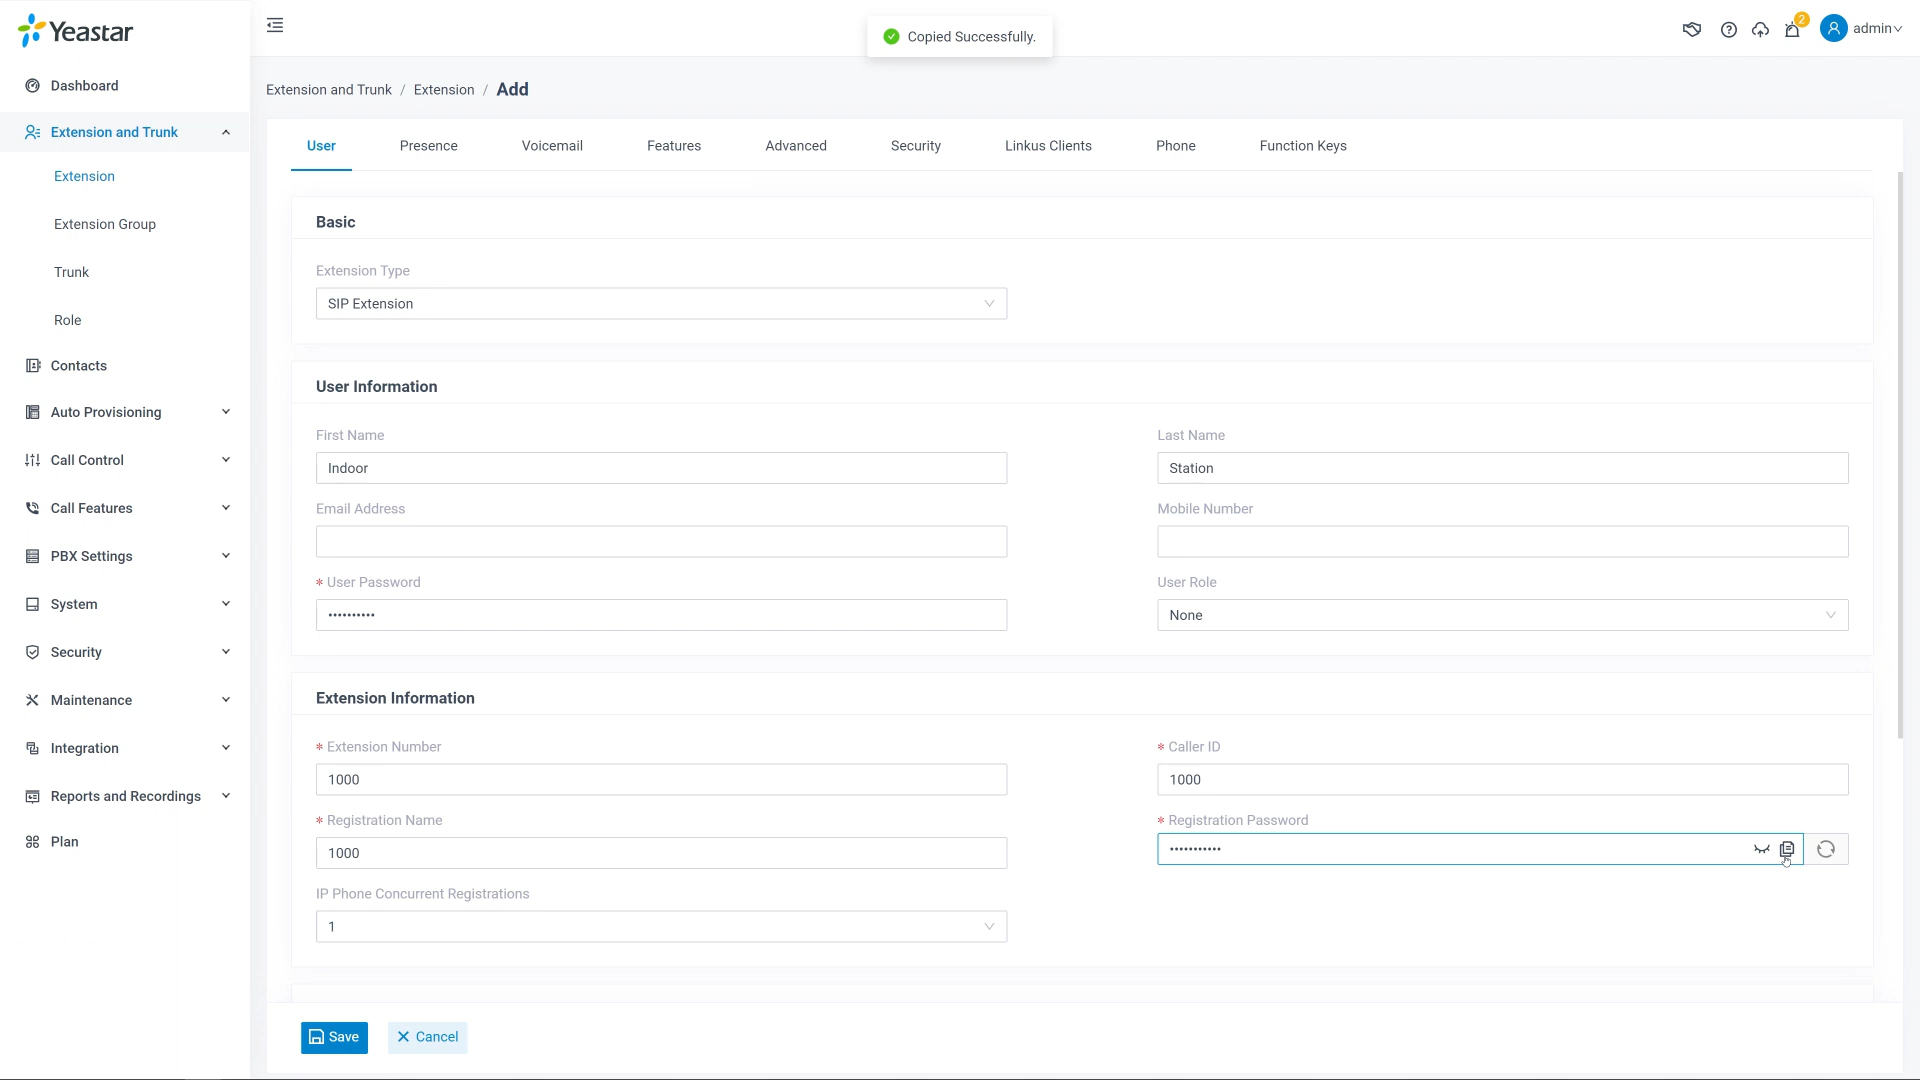 Yeastar
Copied Successfully.
2
admin
Dashboard
Extension and Trunk / Extension / Add
Extension and Trunk
User
Presence
Voicemail
Features
Advanced
Security
Linkus Clients
Phone
Function Keys
Extension
Extension Group
Trunk
Role
Contacts
Auto Provisioning
Call Control
Call Features
PBX Settings
System
Security
Maintenance
Integration
Reports and Recordings
Plan
Basic
Extension Type
SIP Extension
User Information
First Name
Last Name
Indoor
Station
Email Address
Mobile Number
* User Password
User Role
••••••••••
None
Extension Information
* Extension Number
* Caller ID
1000
1000
* Registration Name
* Registration Password
1000
•••••••••••
IP Phone Concurrent Registrations
1
Save
Cancel